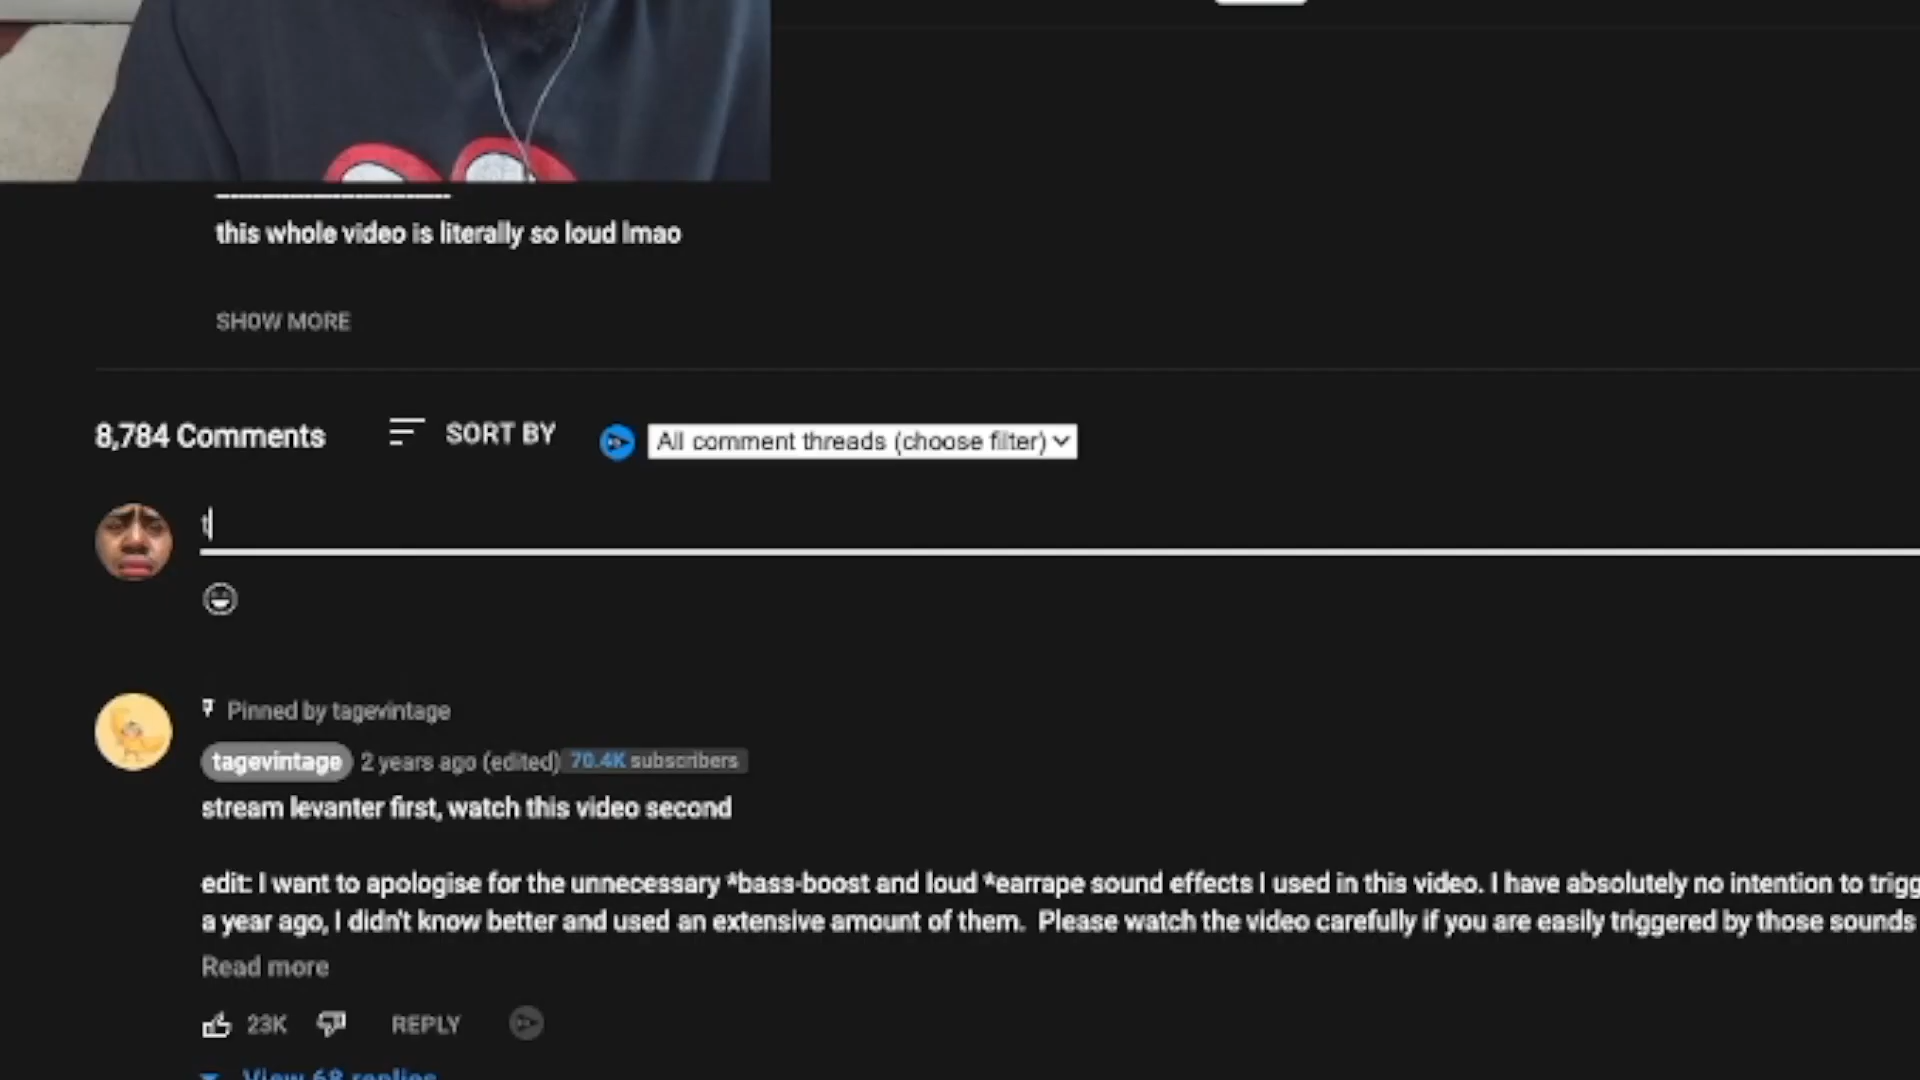 this whole video is literally so loud lmao
SHOW MORE
8,784 Comments SORT BY All comment threads (choose filter)
t
Pinned by tagevintage
tagevintage 2 years ago (edited) 70.4K subscribers
stream levanter first, watch this video second
edit: I want to apologise for the unnecessary *bass-boost and loud *earrape sound effects I used in this video. I have absolutely no intention to trigg
a year ago, I didn't know better and used an extensive amount of them. Please watch the video carefully if you are easily triggered by those sounds
Read more
23K REPLY
View 68 replies